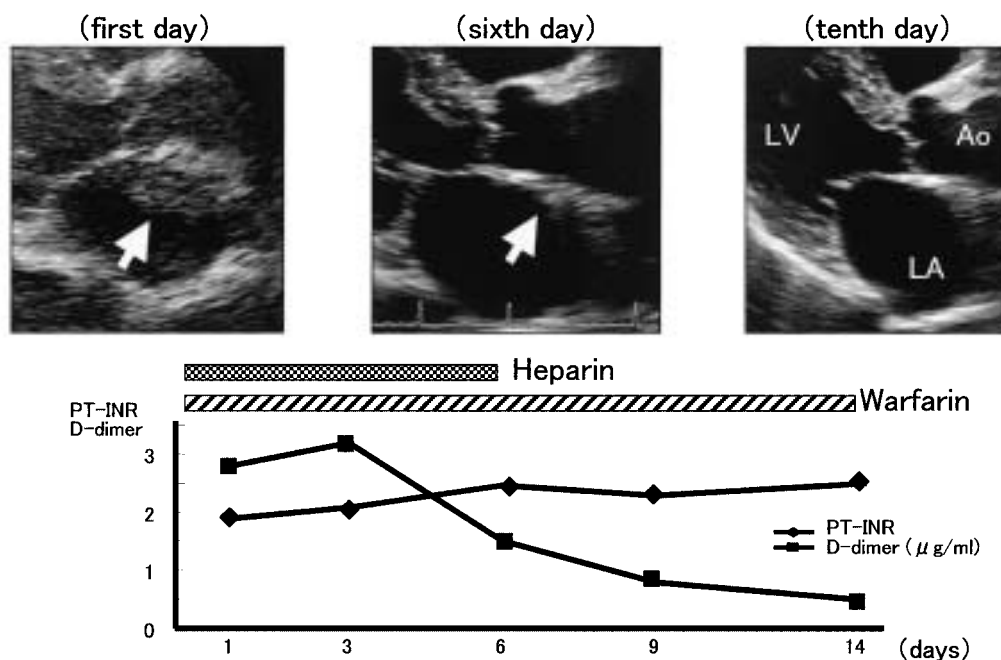 (first day)
(sixth day)
(tenth day)
LV
Ao
LA
Heparin
Warfarin
PT-INR
D-dimer
3
2
1
0
PT-INR
D-dimer (μg/ml)
1
3
6
9
14
(days)